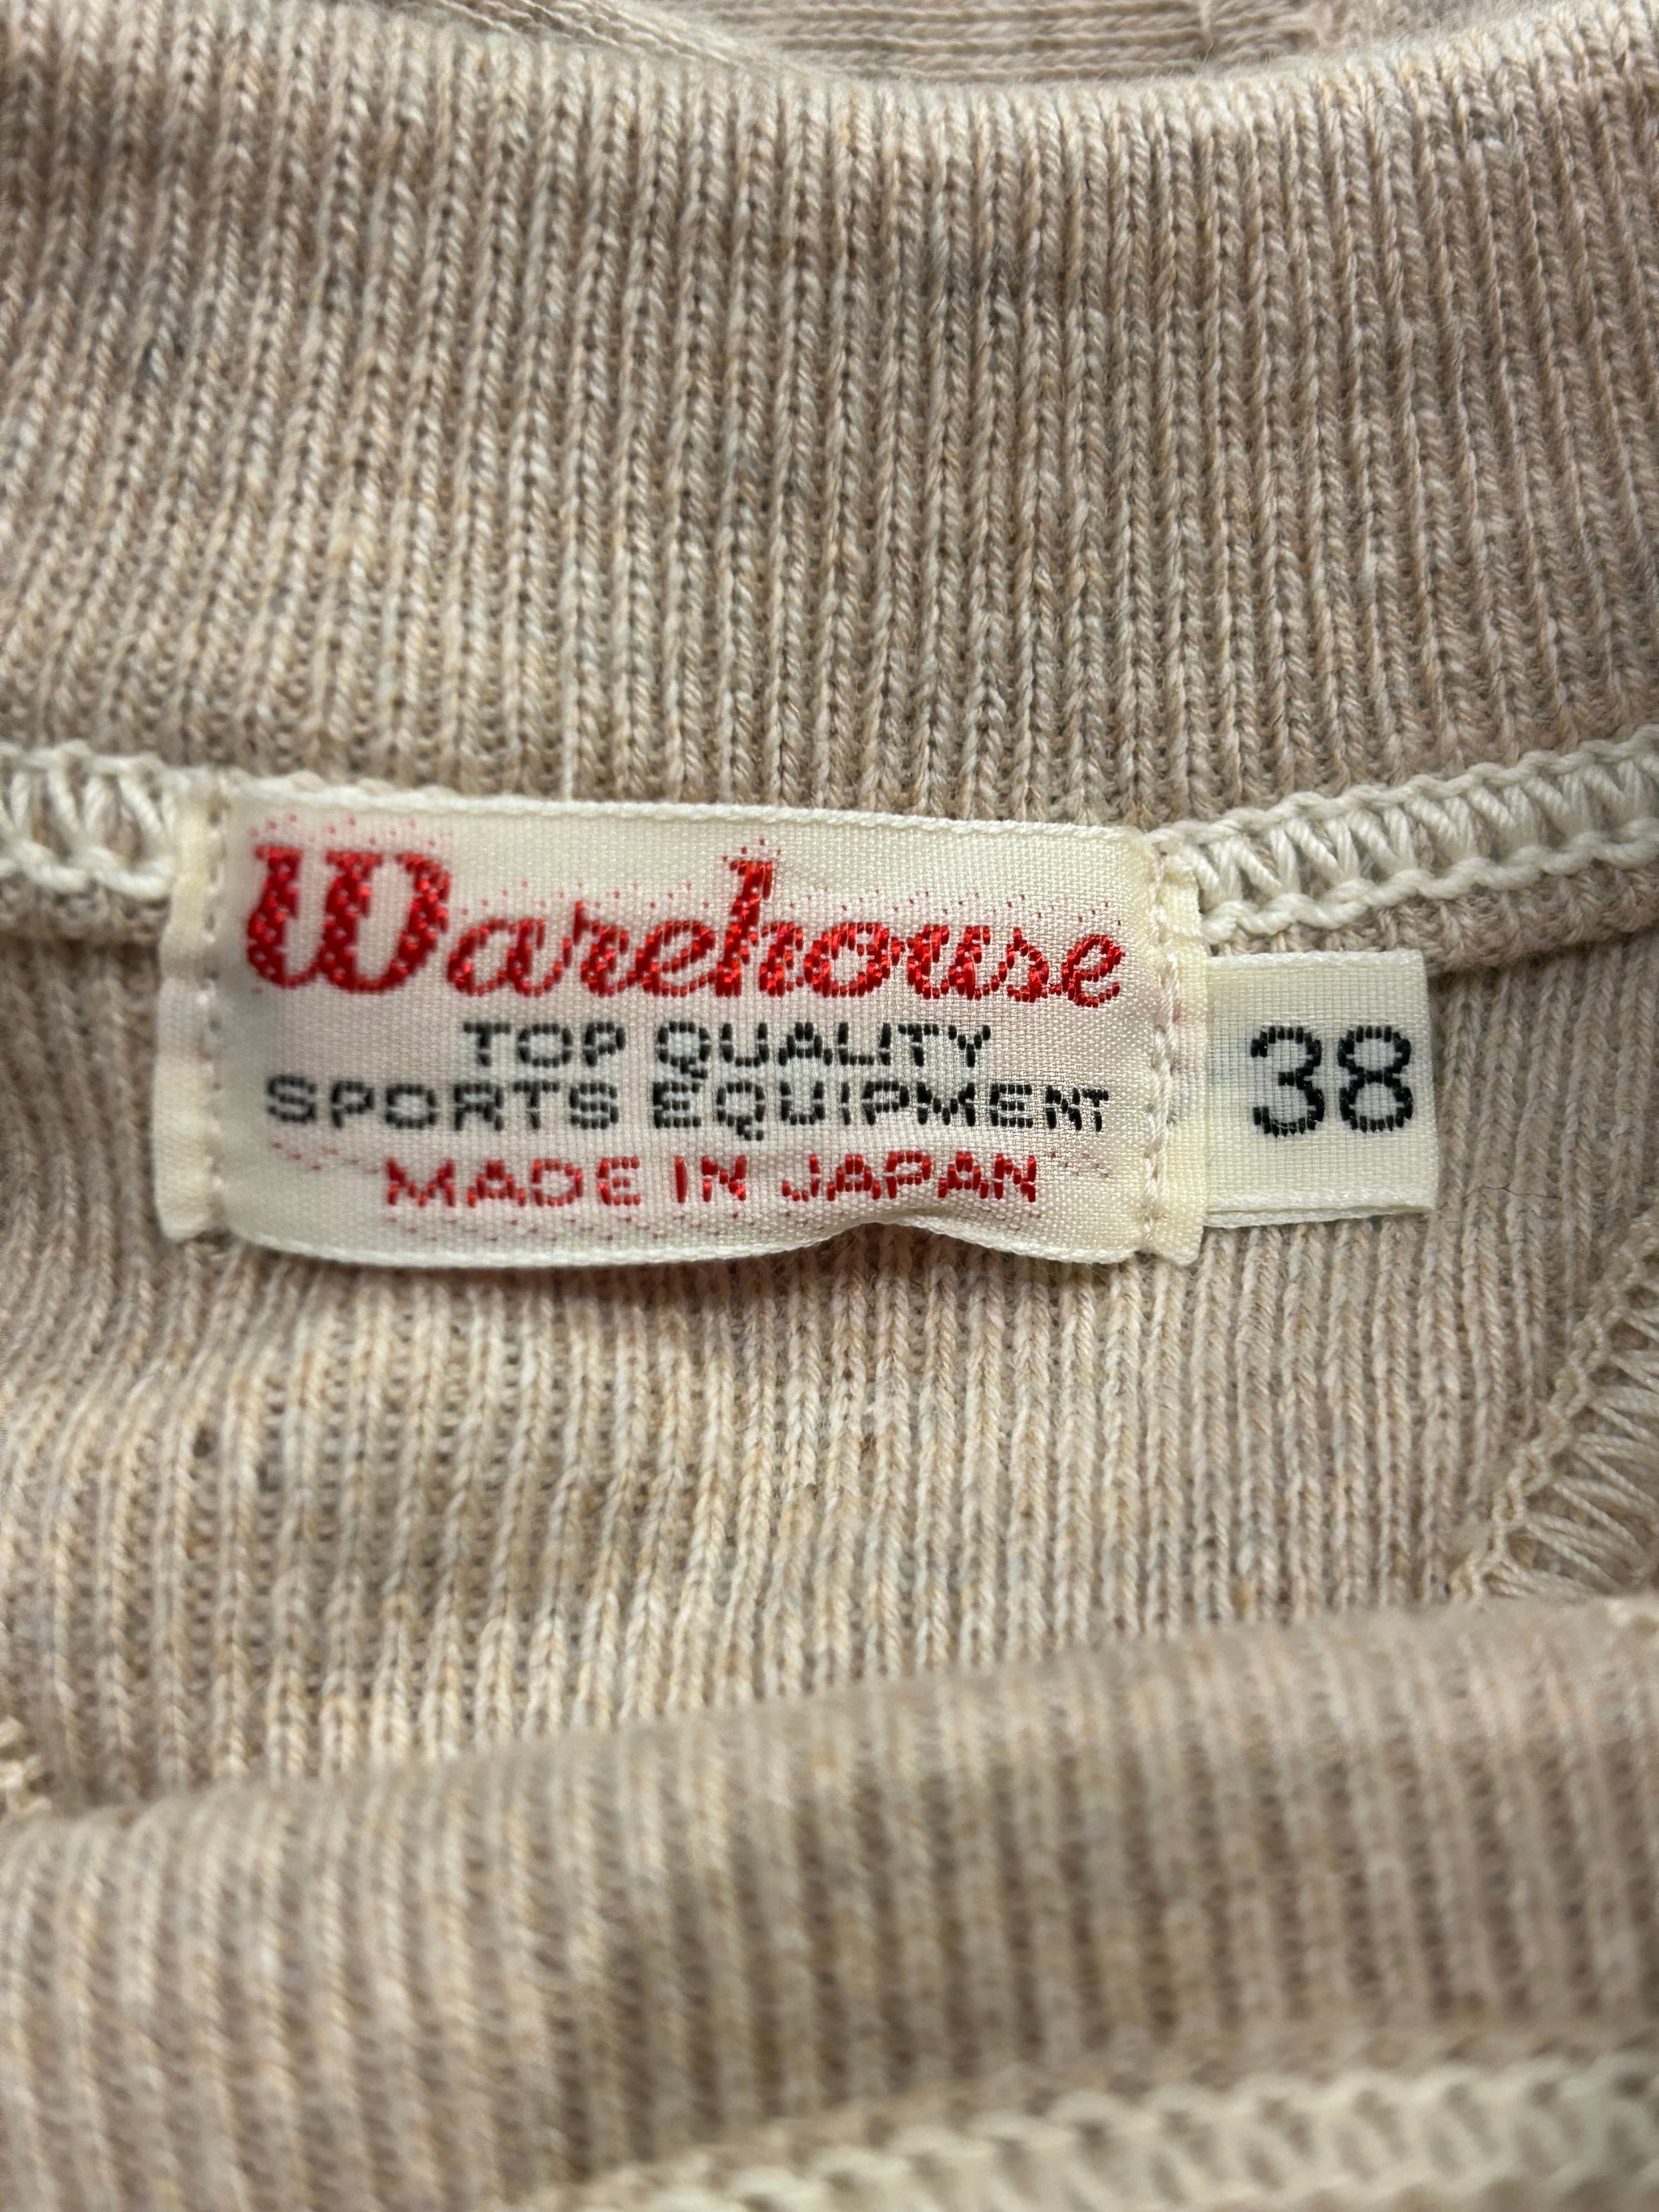 Warehouse
TOP QUALITY
SPORTS EQUIPMENT
MADE IN JAPAN
38